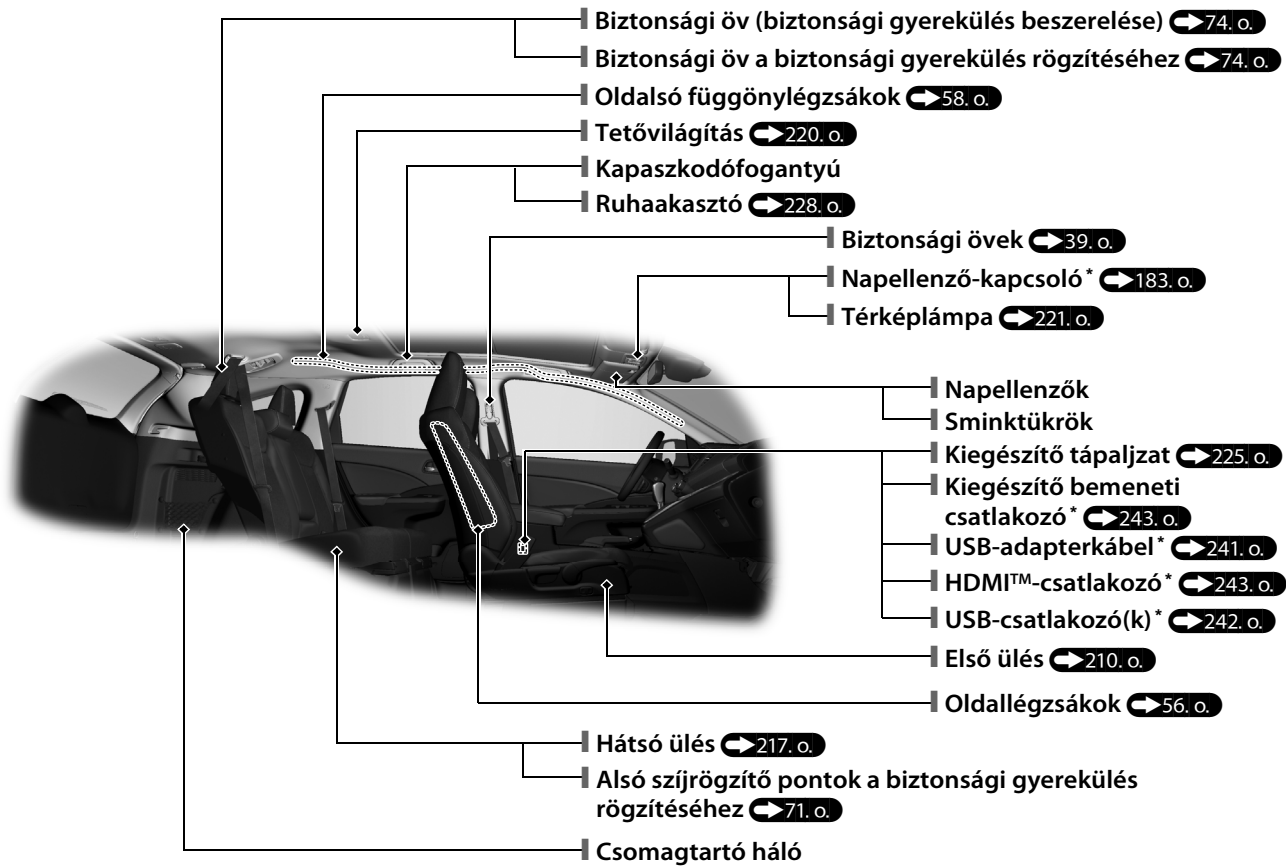 Biztonsági öv (biztonsági gyerekülés beszerelése) 74. o.
Biztonsági öv a biztonsági gyerekülés rögzítéséhez 74. o.
Oldalsó függönylégzsákok 58. o.
Tetővilágítás 220. o.
Kapaszkodófogantyú
Ruhaakasztó 228. o.
Biztonsági övek 39. o.
Napellenző-kapcsoló* 183. o.
Térképlámpa 221. o.
Napellenzők
Sminktükrök
Kiegészítő tápaljzat 225. o.
Kiegészítő bemeneti
csatlakozó* 243. o.
USB-adapterkábel* 241. o.
HDMI™-csatlakozó* 243. o.
USB-csatlakozó(k)* 242. o.
Első ülés 210. o.
Oldallégzsákok 56. o.
Hátsó ülés 217. o.
Alsó szíjrögzítő pontok a biztonsági gyerekülés
rögzítéséhez 71. o.
Csomagtartó háló